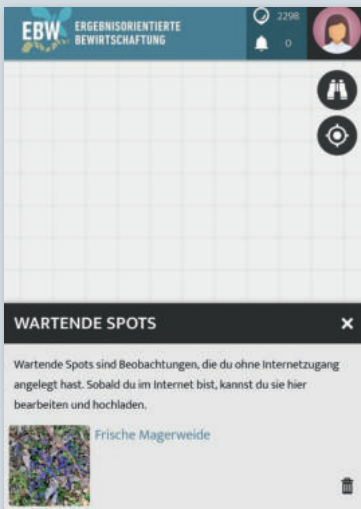 EBW ERGEBNISORIENTIERTE
BEWIRTSCHAFTUNG
2298
0
WARTENDE SPOTS ×
Wartende Spots sind Beobachtungen, die du ohne Internetzugang
angelegt hast. Sobald du im Internet bist, kannst du sie hier
bearbeiten und hochladen.
Frische Magerweide